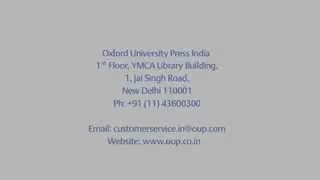 Oxford University Press India
1st Floor, YMCA Library Building,
1, Jai Singh Road,
New Delhi 110001
Ph: +91 (11) 43600300
Email: customerservice.in@oup.com
Website: www.oup.co.in